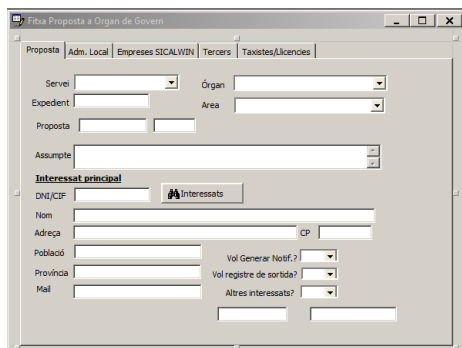 Fitxa Proposta a Organ de Govern
Proposta Adm. Local Empreses SICALWIN Tercers Taxistes/Llicencies
Servei Órgan
Expedient Area
Proposta
Assumpte
Interessat principal
DNI/CIF Interessats
Nom
Adreça CP
Població Vol Generar Notif.?
Província Vol registre de sortida?
Mail Altres interessats?